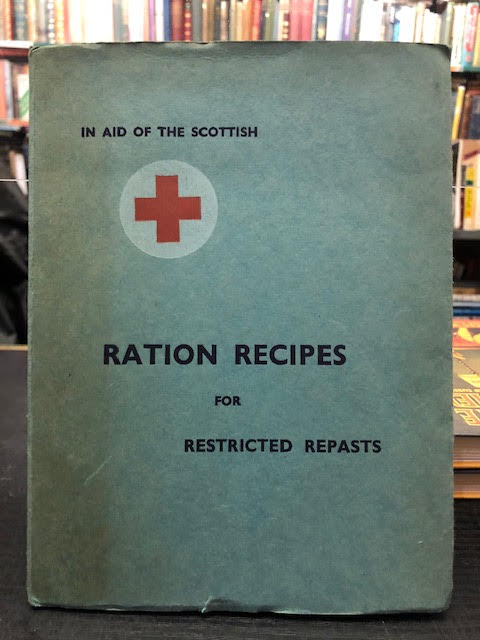 IN AID OF THE SCOTTISH
RATION RECIPES
FOR
RESTRICTED REPASTS